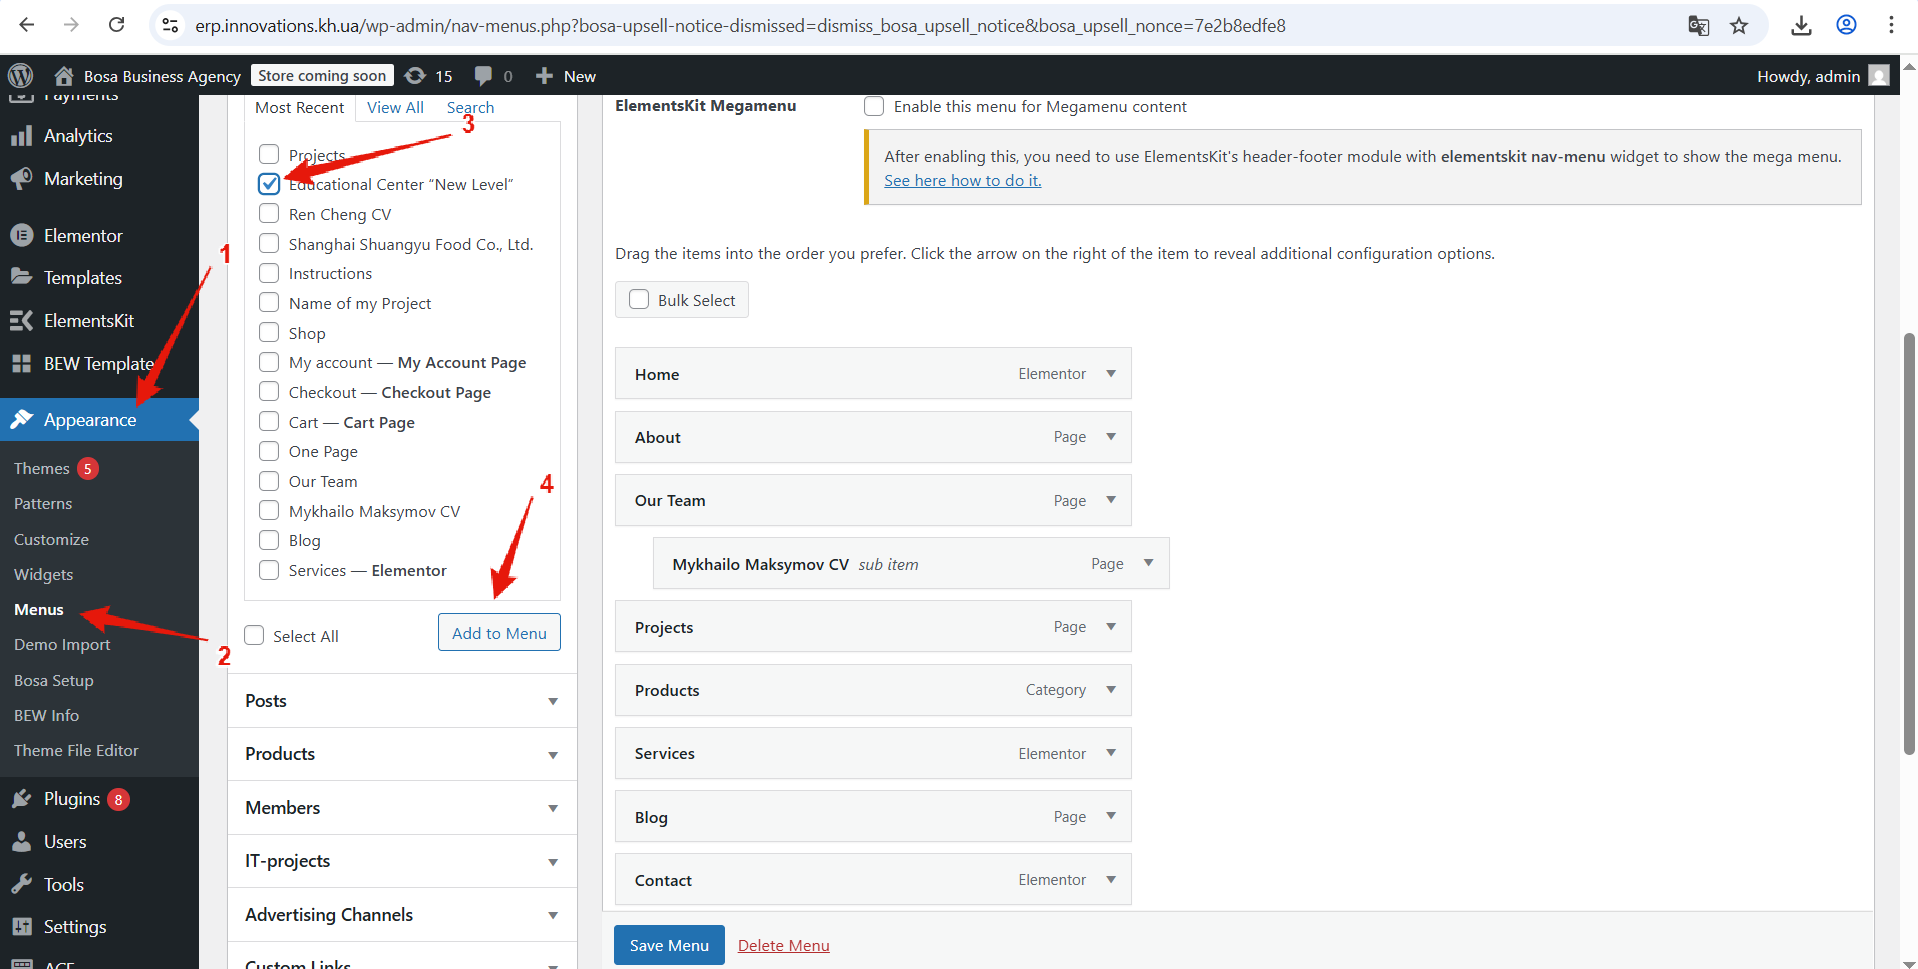 erp.innovations.kh.ua/wp-admin/nav-menus.php?bosa-upsell-notice-dismissed=dismiss_bosa_upsell_notice&bosa_upsell_nonce=7e2b8edfe8
Bosa Business Agency Store coming soon 15 0 New Howdy, admin
Payments
Analytics
Marketing
Elementor
Templates
ElementsKit
BEW Template
Appearance
Themes 5
Patterns
Customize
Widgets
Menus
Demo Import
Bosa Setup
BEW Info
Theme File Editor
Plugins 8
Users
Tools
Settings
ACF
1
2
Most Recent View All Search
3
Projects
Educational Center “New Level”
Ren Cheng CV
Shanghai Shuangyu Food Co., Ltd.
Instructions
Name of my Project
Shop
My account — My Account Page
Checkout — Checkout Page
Cart — Cart Page
One Page
Our Team
Mykhailo Maksymov CV
Blog
Services — Elementor
4
Select All Add to Menu
Posts
Products
Members
IT-projects
Advertising Channels
Custom Links
ElementsKit Megamenu Enable this menu for Megamenu content
After enabling this, you need to use ElementsKit's header-footer module with elementskit nav-menu widget to show the mega menu.
See here how to do it.
Drag the items into the order you prefer. Click the arrow on the right of the item to reveal additional configuration options.
Bulk Select
Home Elementor
About Page
Our Team Page
Mykhailo Maksymov CV sub item Page
Projects Page
Products Category
Services Elementor
Blog Page
Contact Elementor
Save Menu Delete Menu